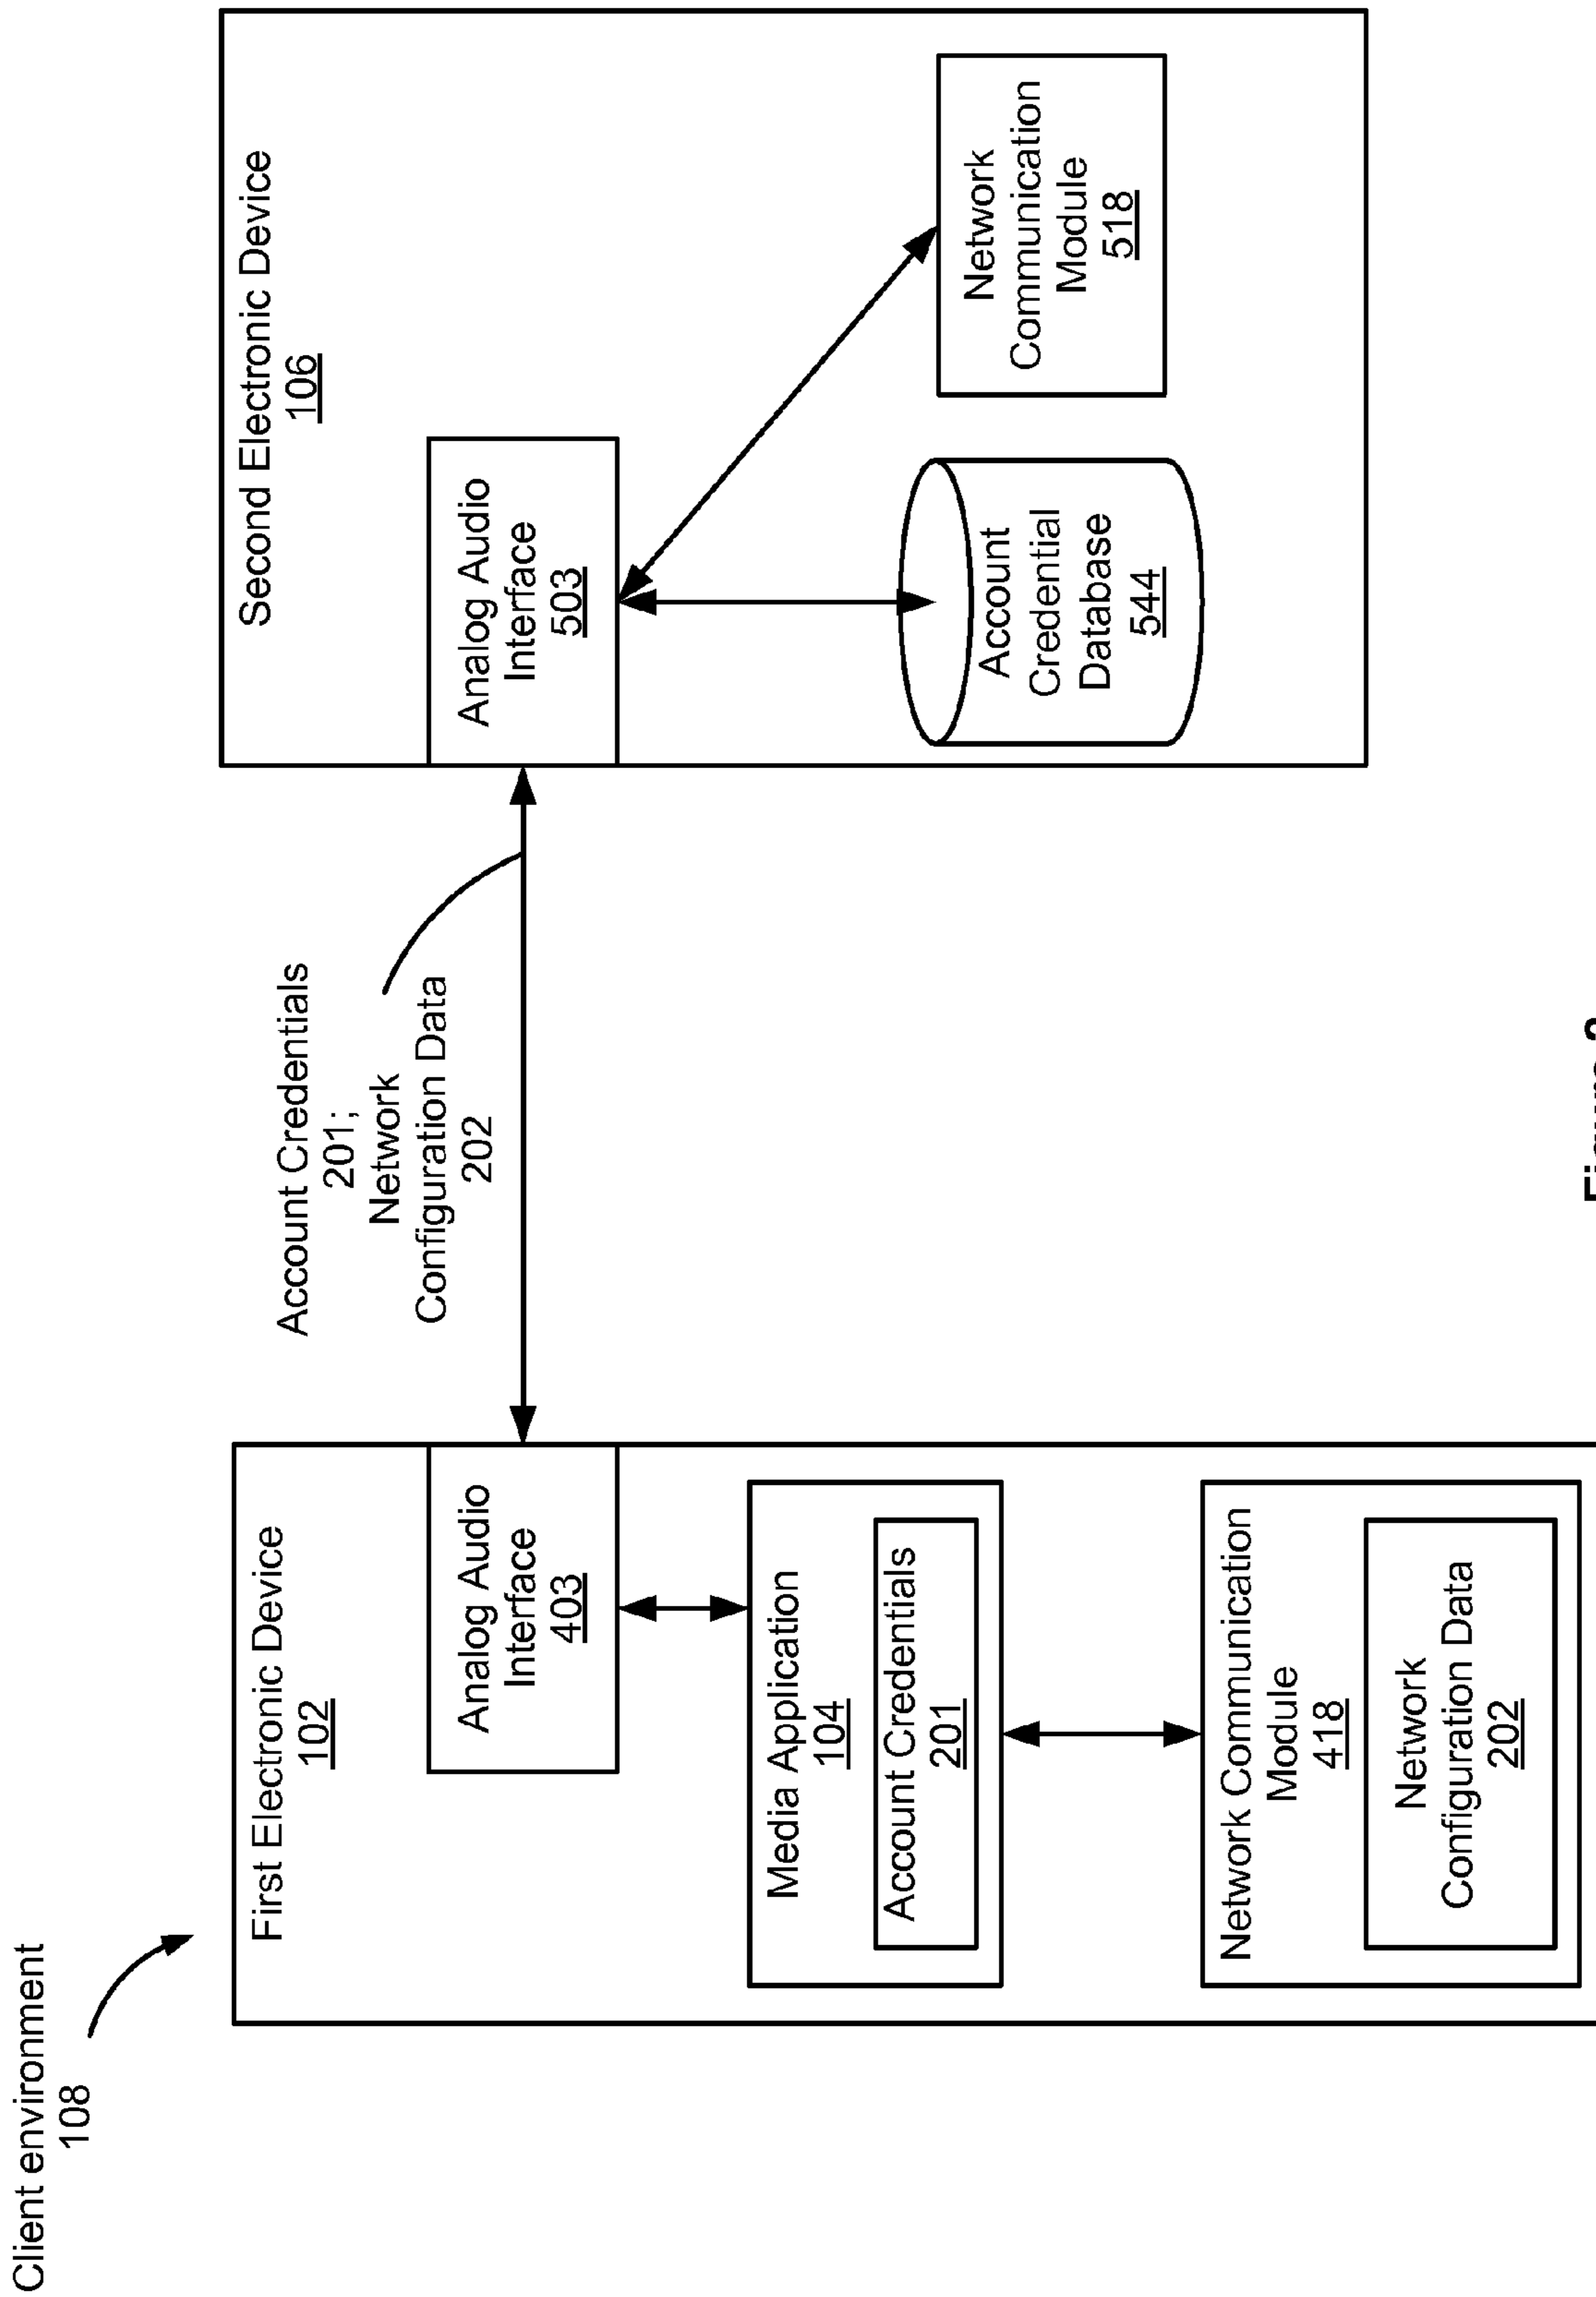 Client environment
108
First Electronic Device
102
Analog Audio
Interface
403
Media Application
104
Account Credentials
201
Network Communication
Module
418
Network
Configuration Data
202
Account Credentials
201;
Network
Configuration Data
202
Second Electronic Device
106
Analog Audio
Interface
503
Account
Credential
Database
544
Network
Communication
Module
518